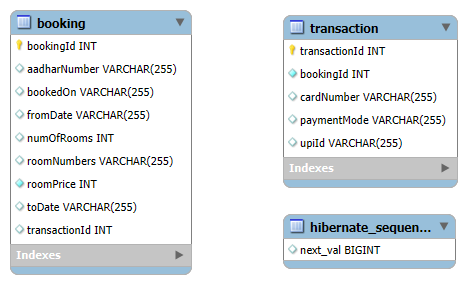 booking
bookingId INT
aadharNumber VARCHAR(255)
bookedOn VARCHAR(255)
fromDate VARCHAR(255)
numOfRooms INT
roomNumbers VARCHAR(255)
roomPrice INT
toDate VARCHAR(255)
transactionId INT
Indexes
transaction
transactionId INT
bookingId INT
cardNumber VARCHAR(255)
paymentMode VARCHAR(255)
upiId VARCHAR(255)
Indexes
hibernate_sequen...
next_val BIGINT